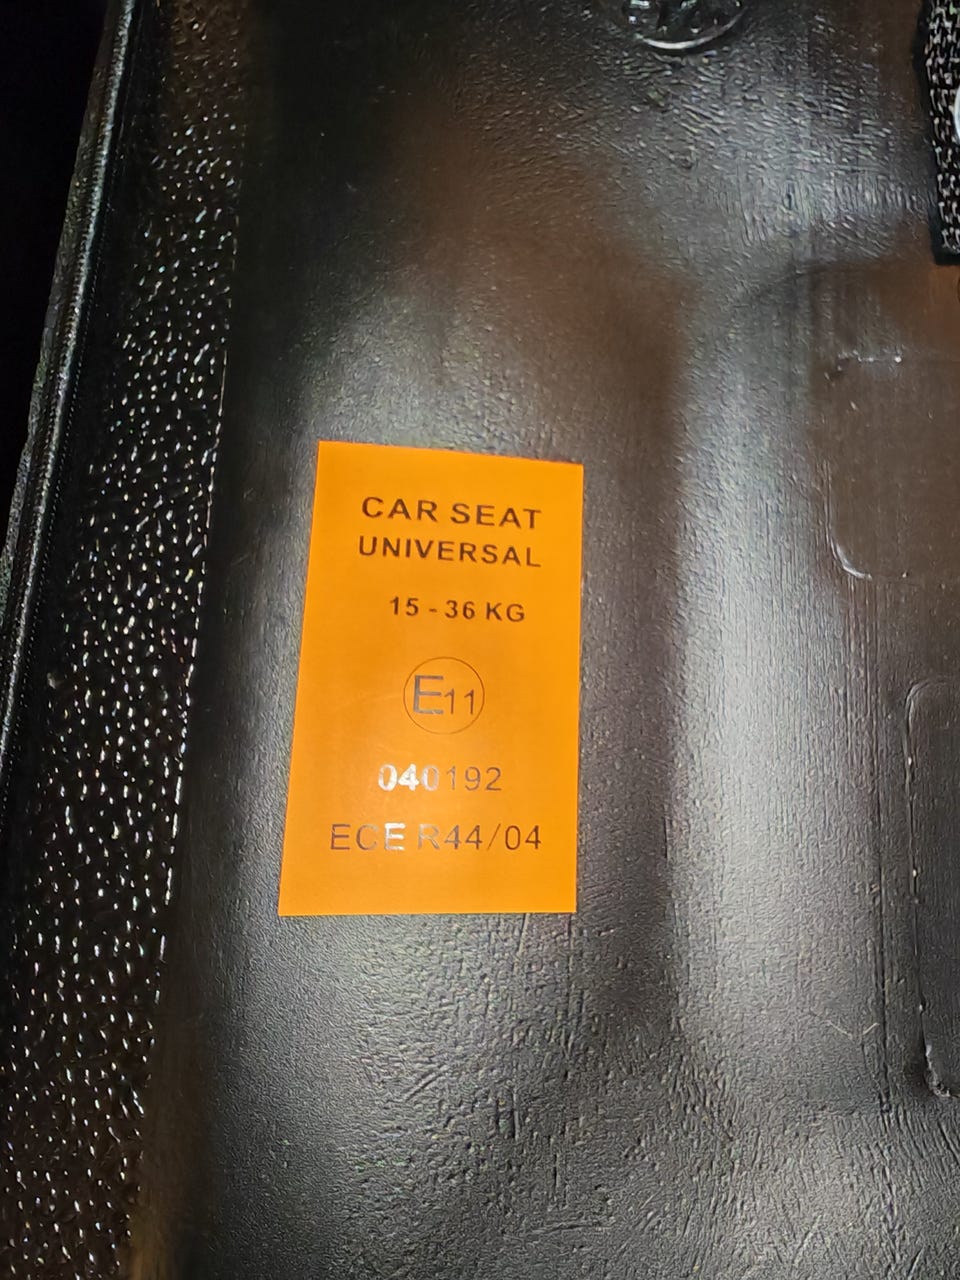 CAR SEAT
UNIVERSAL
15 - 36 KG
E11
040192
ECE R44/04